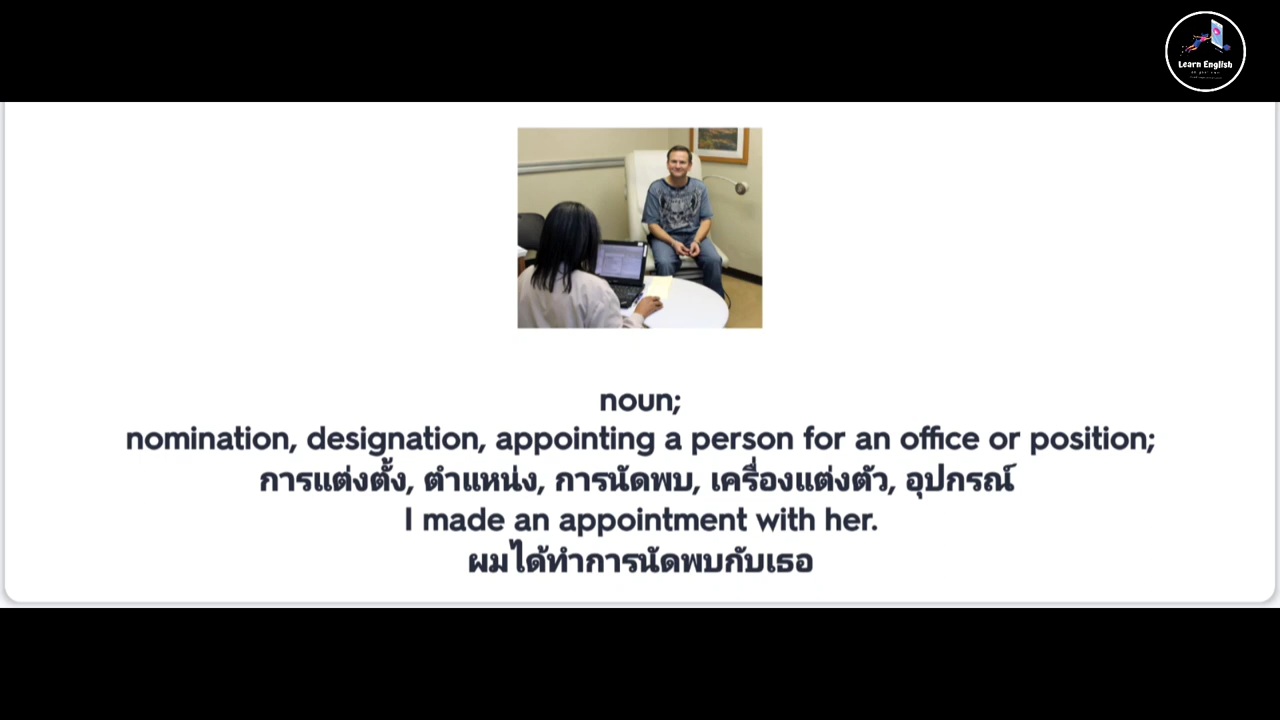 Learn English
noun;
nomination, designation, appointing a person for an office or position;
การแต่งตั้ง, ตำแหน่ง, การนัดพบ, เครื่องแต่งตัว, อุปกรณ์
I made an appointment with her.
ผมได้ทำการนัดพบกับเธอ